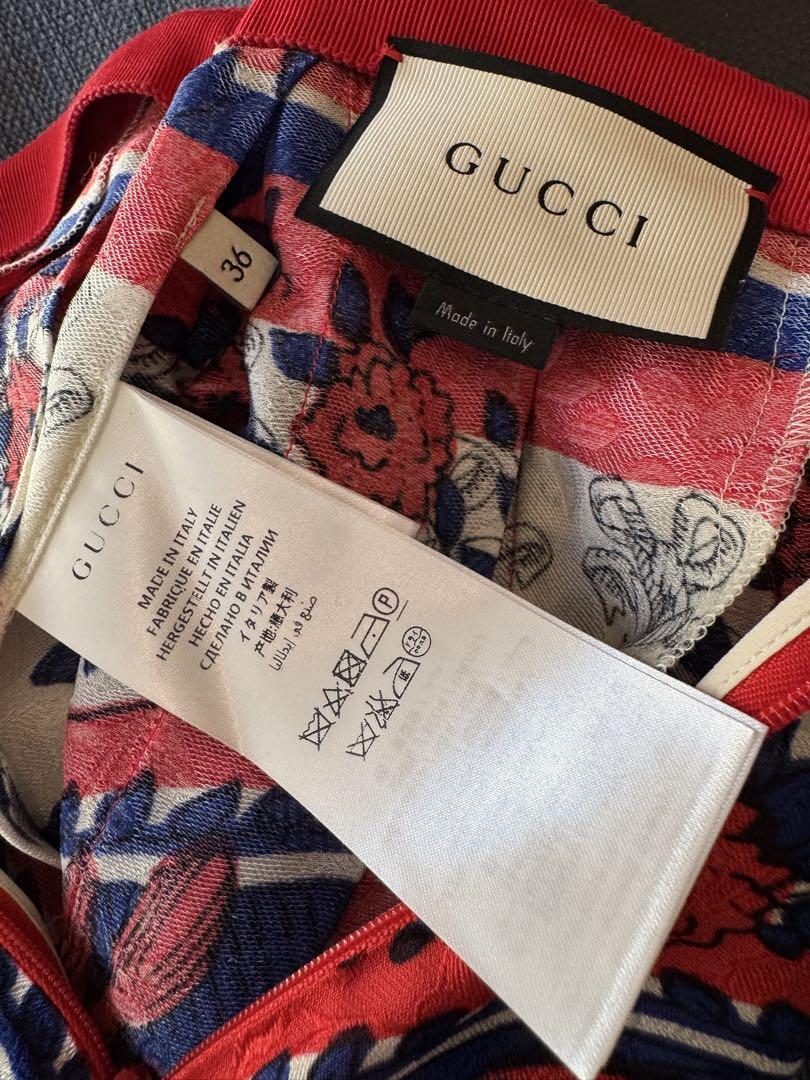 GUCCI
36
Made in Italy
GUCCI
MADE IN ITALY
FABRIQUE EN ITALIE
HERGESTELLT IN ITALIEN
HECHO EN ITALIA
СДЕЛАНО В ИТАЛИИ
イタリア製
产地:意大利
صنع في إيطاليا
P